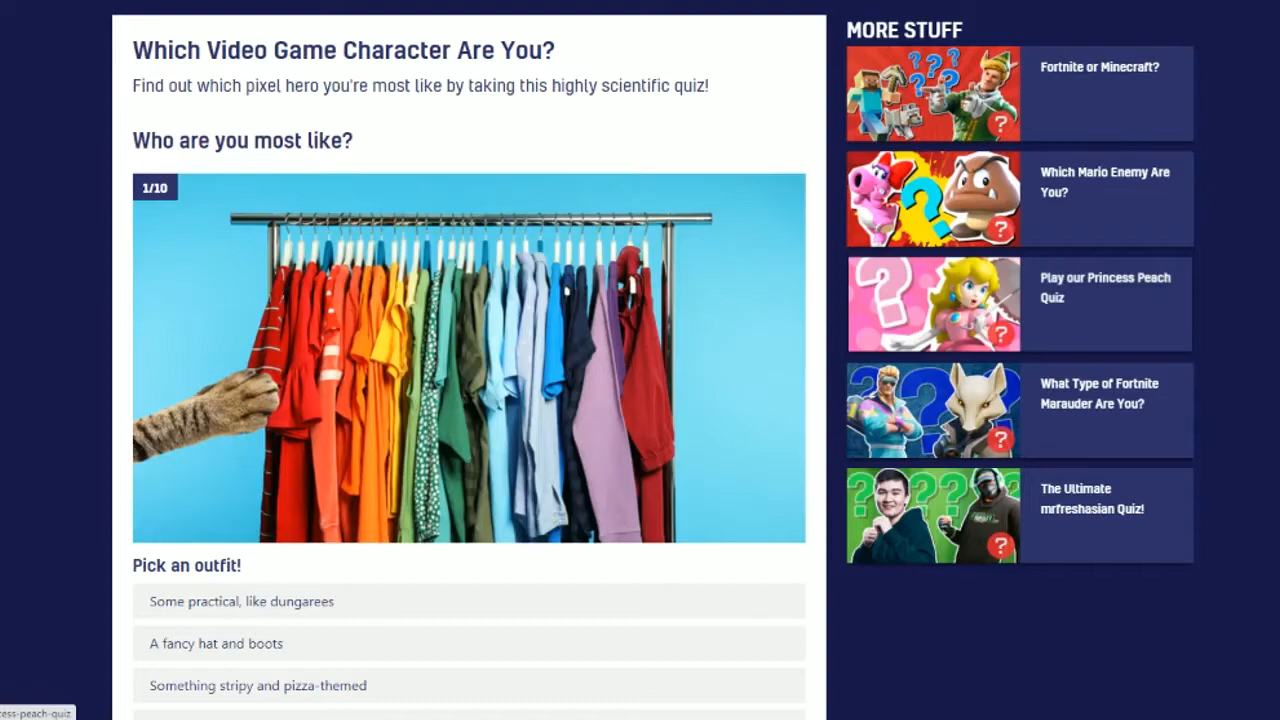 Which Video Game Character Are You?
Find out which pixel hero you're most like by taking this highly scientific quiz!
Who are you most like?
1/10
Pick an outfit!
Some practical, like dungarees
A fancy hat and boots
Something stripy and pizza-themed
MORE STUFF
Fortnite or Minecraft?
Which Mario Enemy Are
You?
Play our Princess Peach
Quiz
What Type of Fortnite
Marauder Are You?
The Ultimate
mrfreshasian Quiz!
cess-peach-quiz